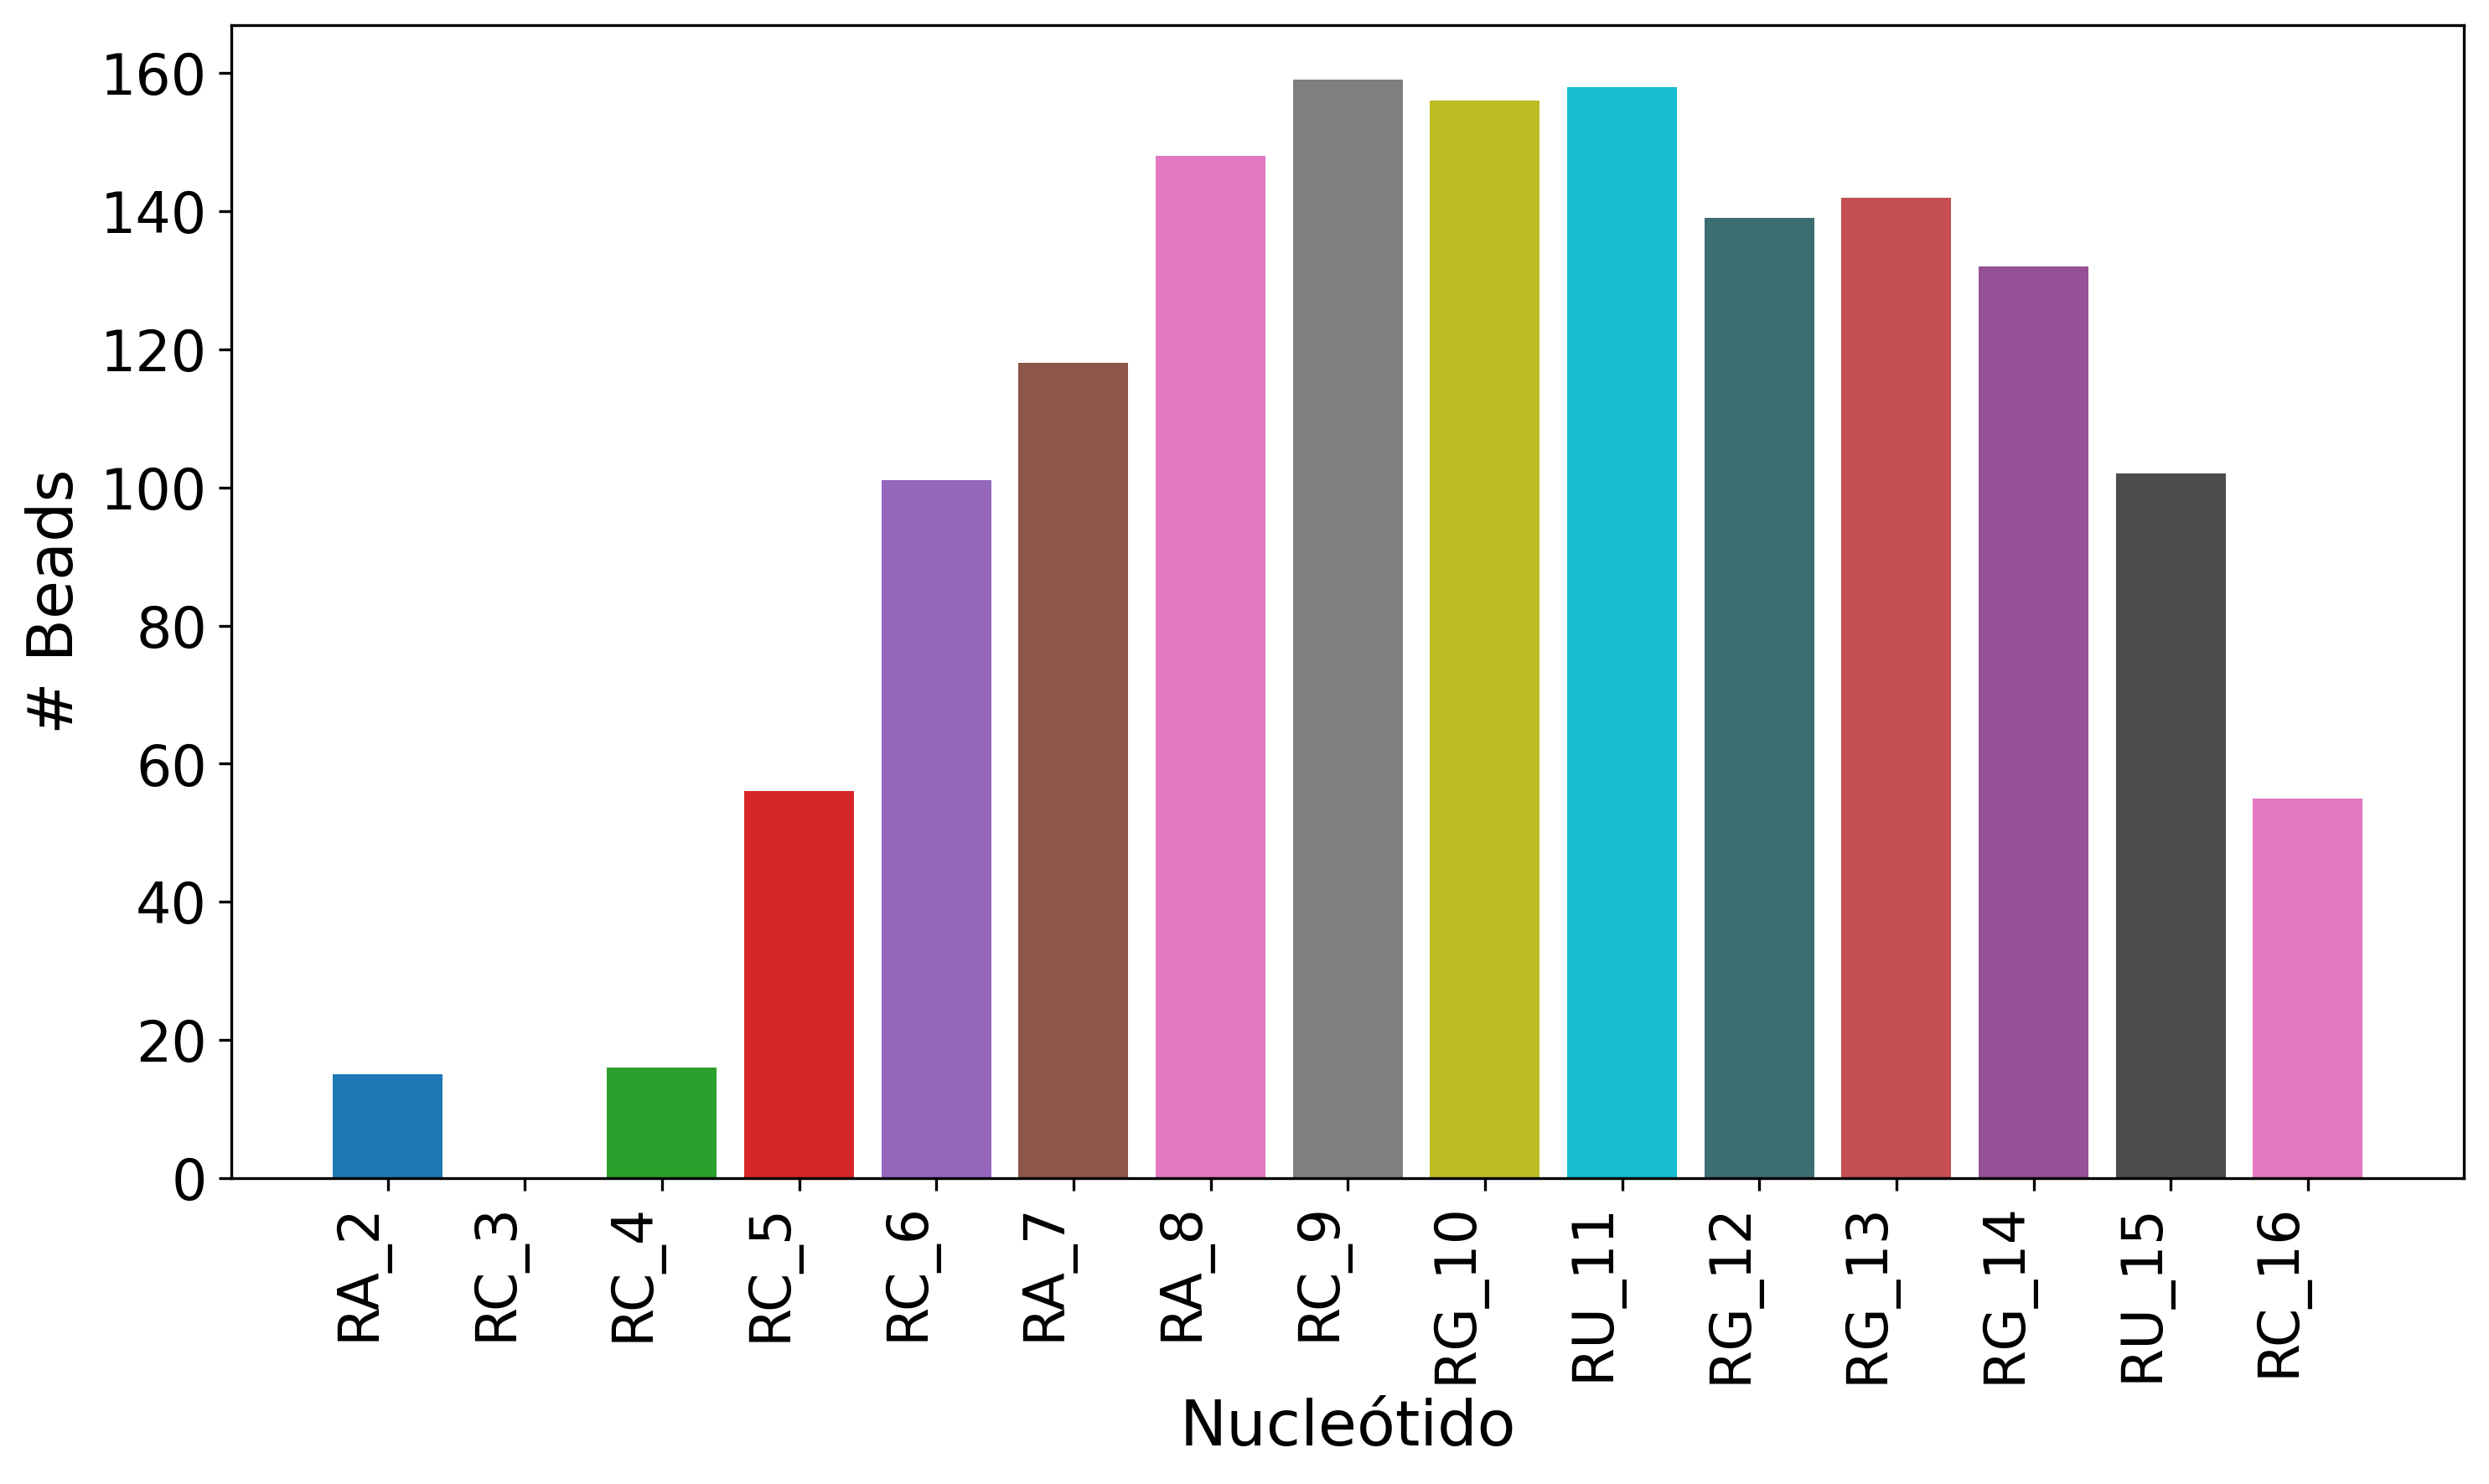 160
140
120
100
80
60
40
20
0
# Beads
RA_2
RC_3
RC_4
RC_5
RC_6
RA_7
RA_8
RC_9
RG_10
RU_11
RG_12
RG_13
RG_14
RU_15
RC_16
Nucleótido